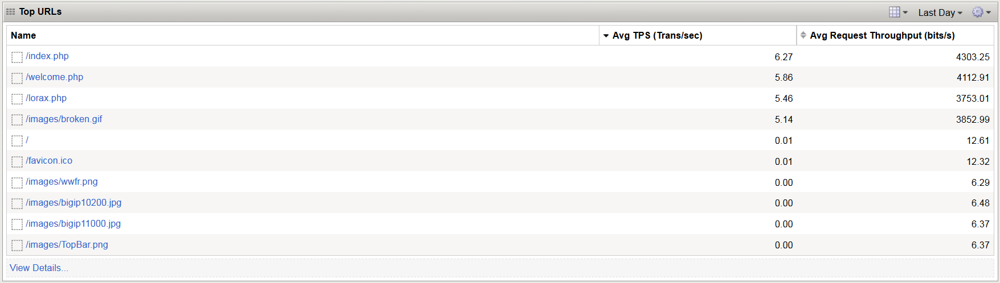 Top URLs Last Day
Name Avg TPS (Trans/sec) Avg Request Throughput (bits/s)
/index.php 6.27 4303.25
/welcome.php 5.86 4112.91
/lorax.php 5.46 3753.01
/images/broken.gif 5.14 3852.99
/ 0.01 12.61
/favicon.ico 0.01 12.32
/images/wwfr.png 0.00 6.29
/images/bigip10200.jpg 0.00 6.48
/images/bigip11000.jpg 0.00 6.37
/images/TopBar.png 0.00 6.37
View Details...